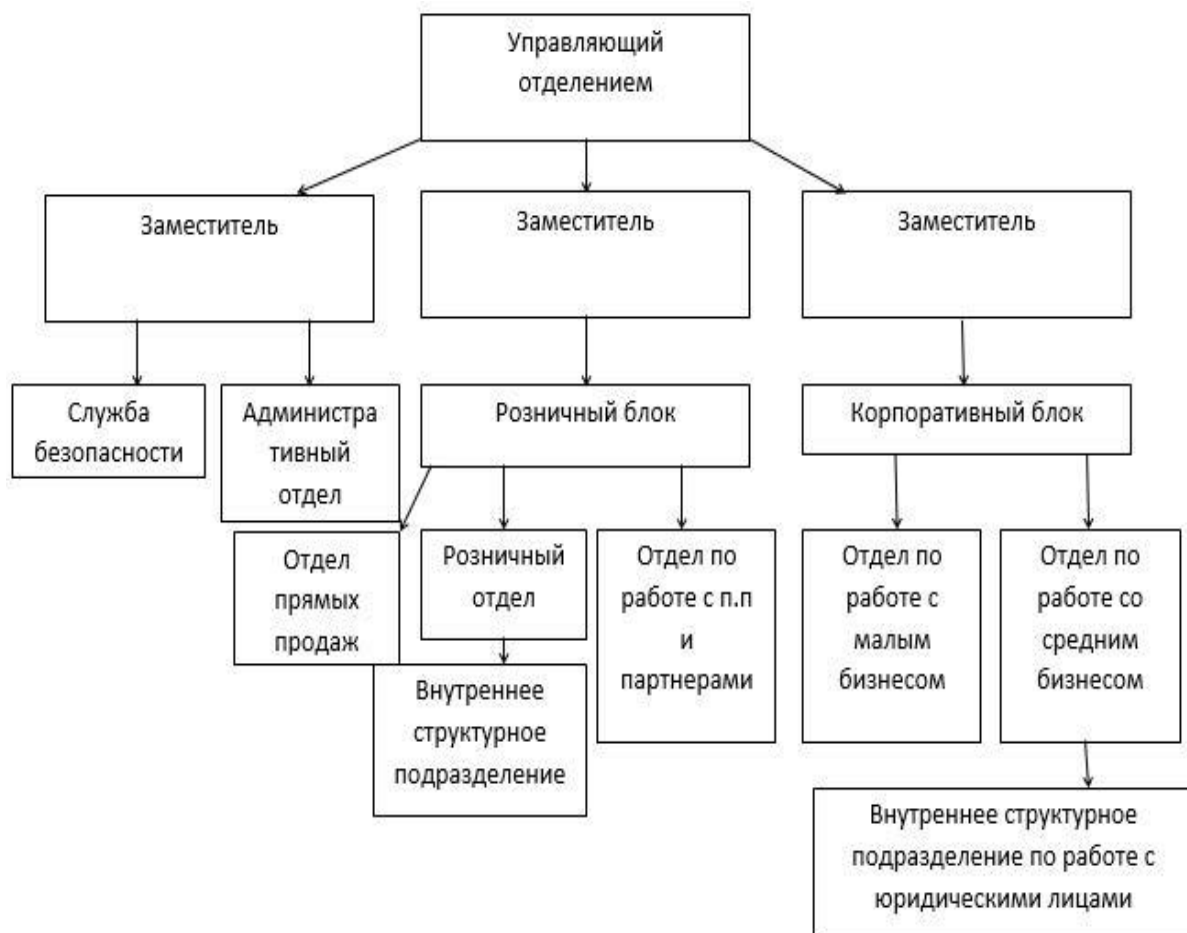 Управляющий
отделением
Заместитель
Заместитель
Заместитель
Служба
безопасности
Администра
тивный
отдел
Розничный блок
Корпоративный блок
Отдел
прямых
продаж
Розничный
отдел
Отдел по
работе с п.п
и
партнерами
Отдел по
работе с
малым
бизнесом
Отдел по
работе со
средним
бизнесом
Внутреннее
структурное
подразделение
Внутреннее структурное
подразделение по работе с
юридическими лицами